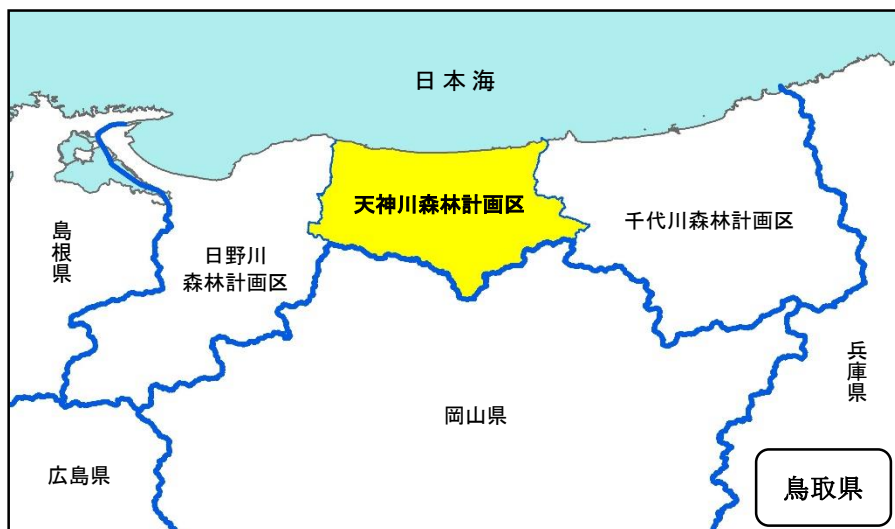 日本海
天神川森林計画区
千代川森林計画区
島根県
日野川
森林計画区
兵庫県
岡山県
広島県
鳥取県